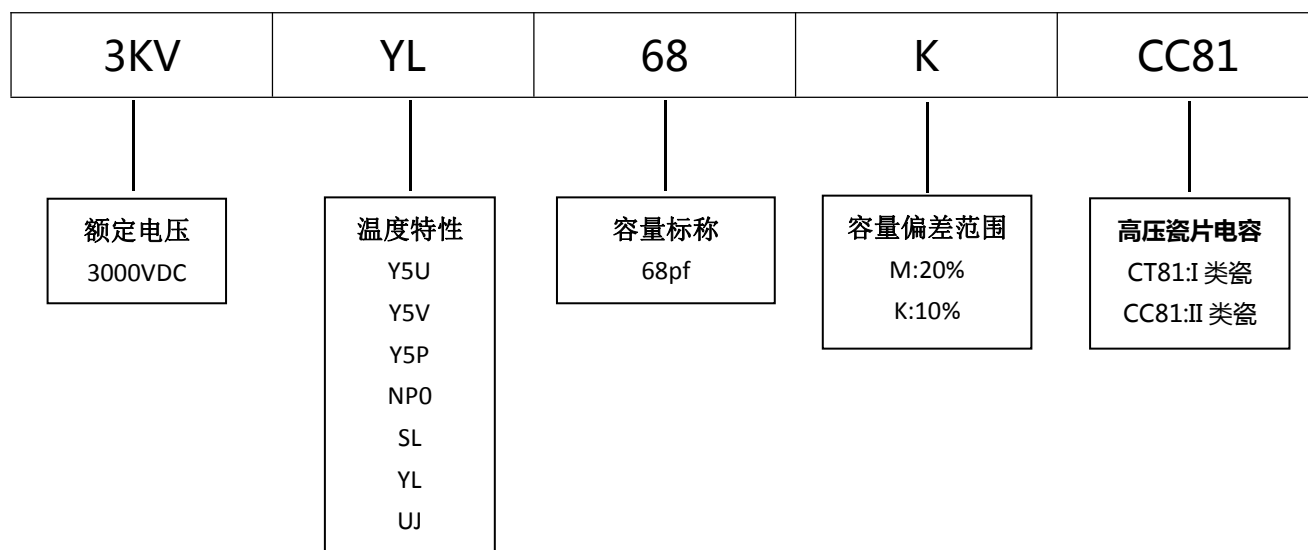 3KV YL 68 K CC81
额定电压
3000VDC
温度特性
Y5U
Y5V
Y5P
NP0
SL
YL
UJ
容量标称
68pf
容量偏差范围
M:20%
K:10%
高压瓷片电容
CT81:I 类瓷
CC81:II 类瓷